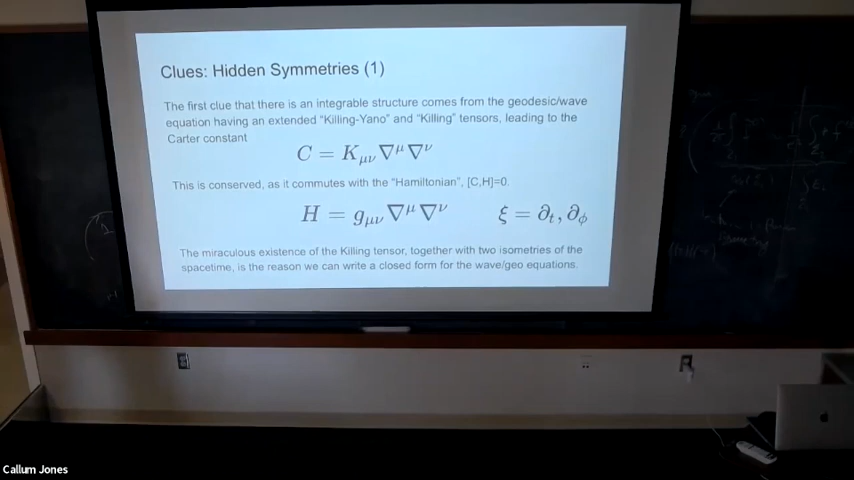 Clues: Hidden Symmetries (1)
The first clue that there is an integrable structure comes from the geodesic/wave
equation having an extended "Killing-Yano" and "Killing" tensors, leading to the
Carter constant
C = K_{μν}∇^μ∇^ν
This is conserved, as it commutes with the "Hamiltonian", [C,H]=0.
H = g_{μν}∇^μ∇^ν ξ = ∂_t, ∂_ϕ
The miraculous existence of the Killing tensor, together with two isometries of the
spacetime, is the reason we can write a closed form for the wave/geo equations.
Callum Jones